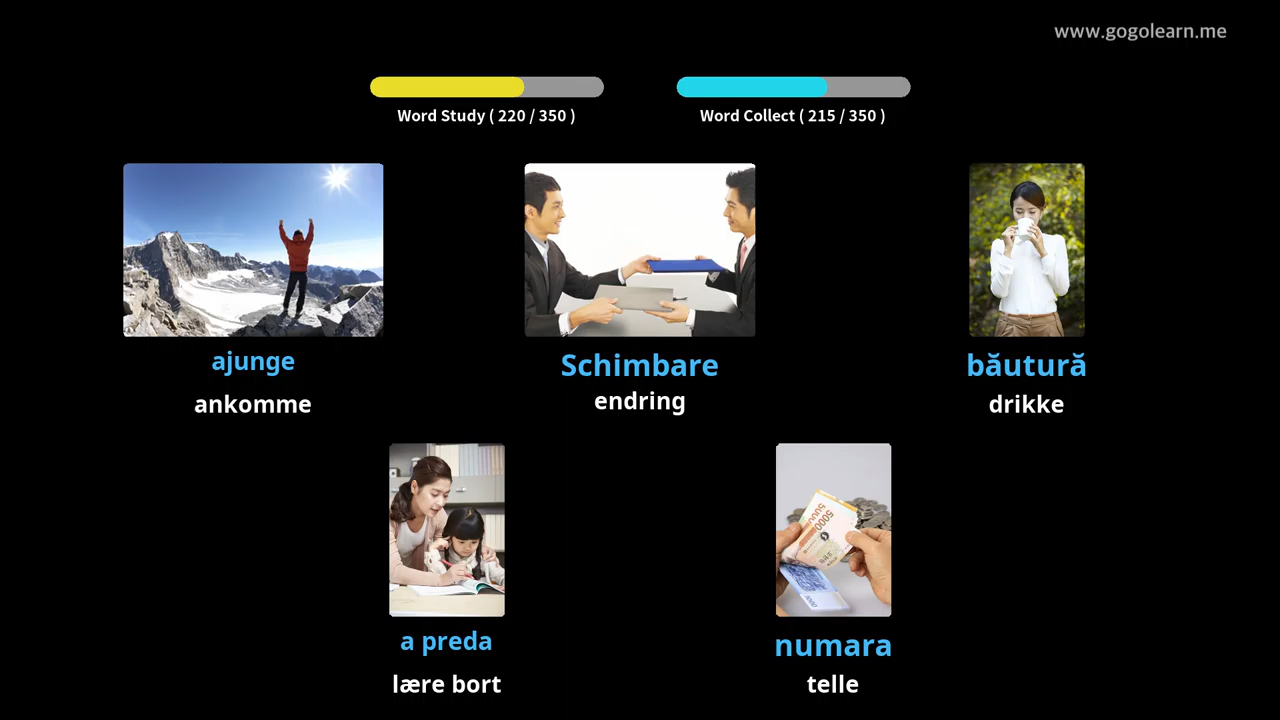 www.gogolearn.me
Word Study ( 220 / 350 )
Word Collect ( 215 / 350 )
ajunge
ankomme
Schimbare
endring
băutură
drikke
a preda
lære bort
numara
telle
5000